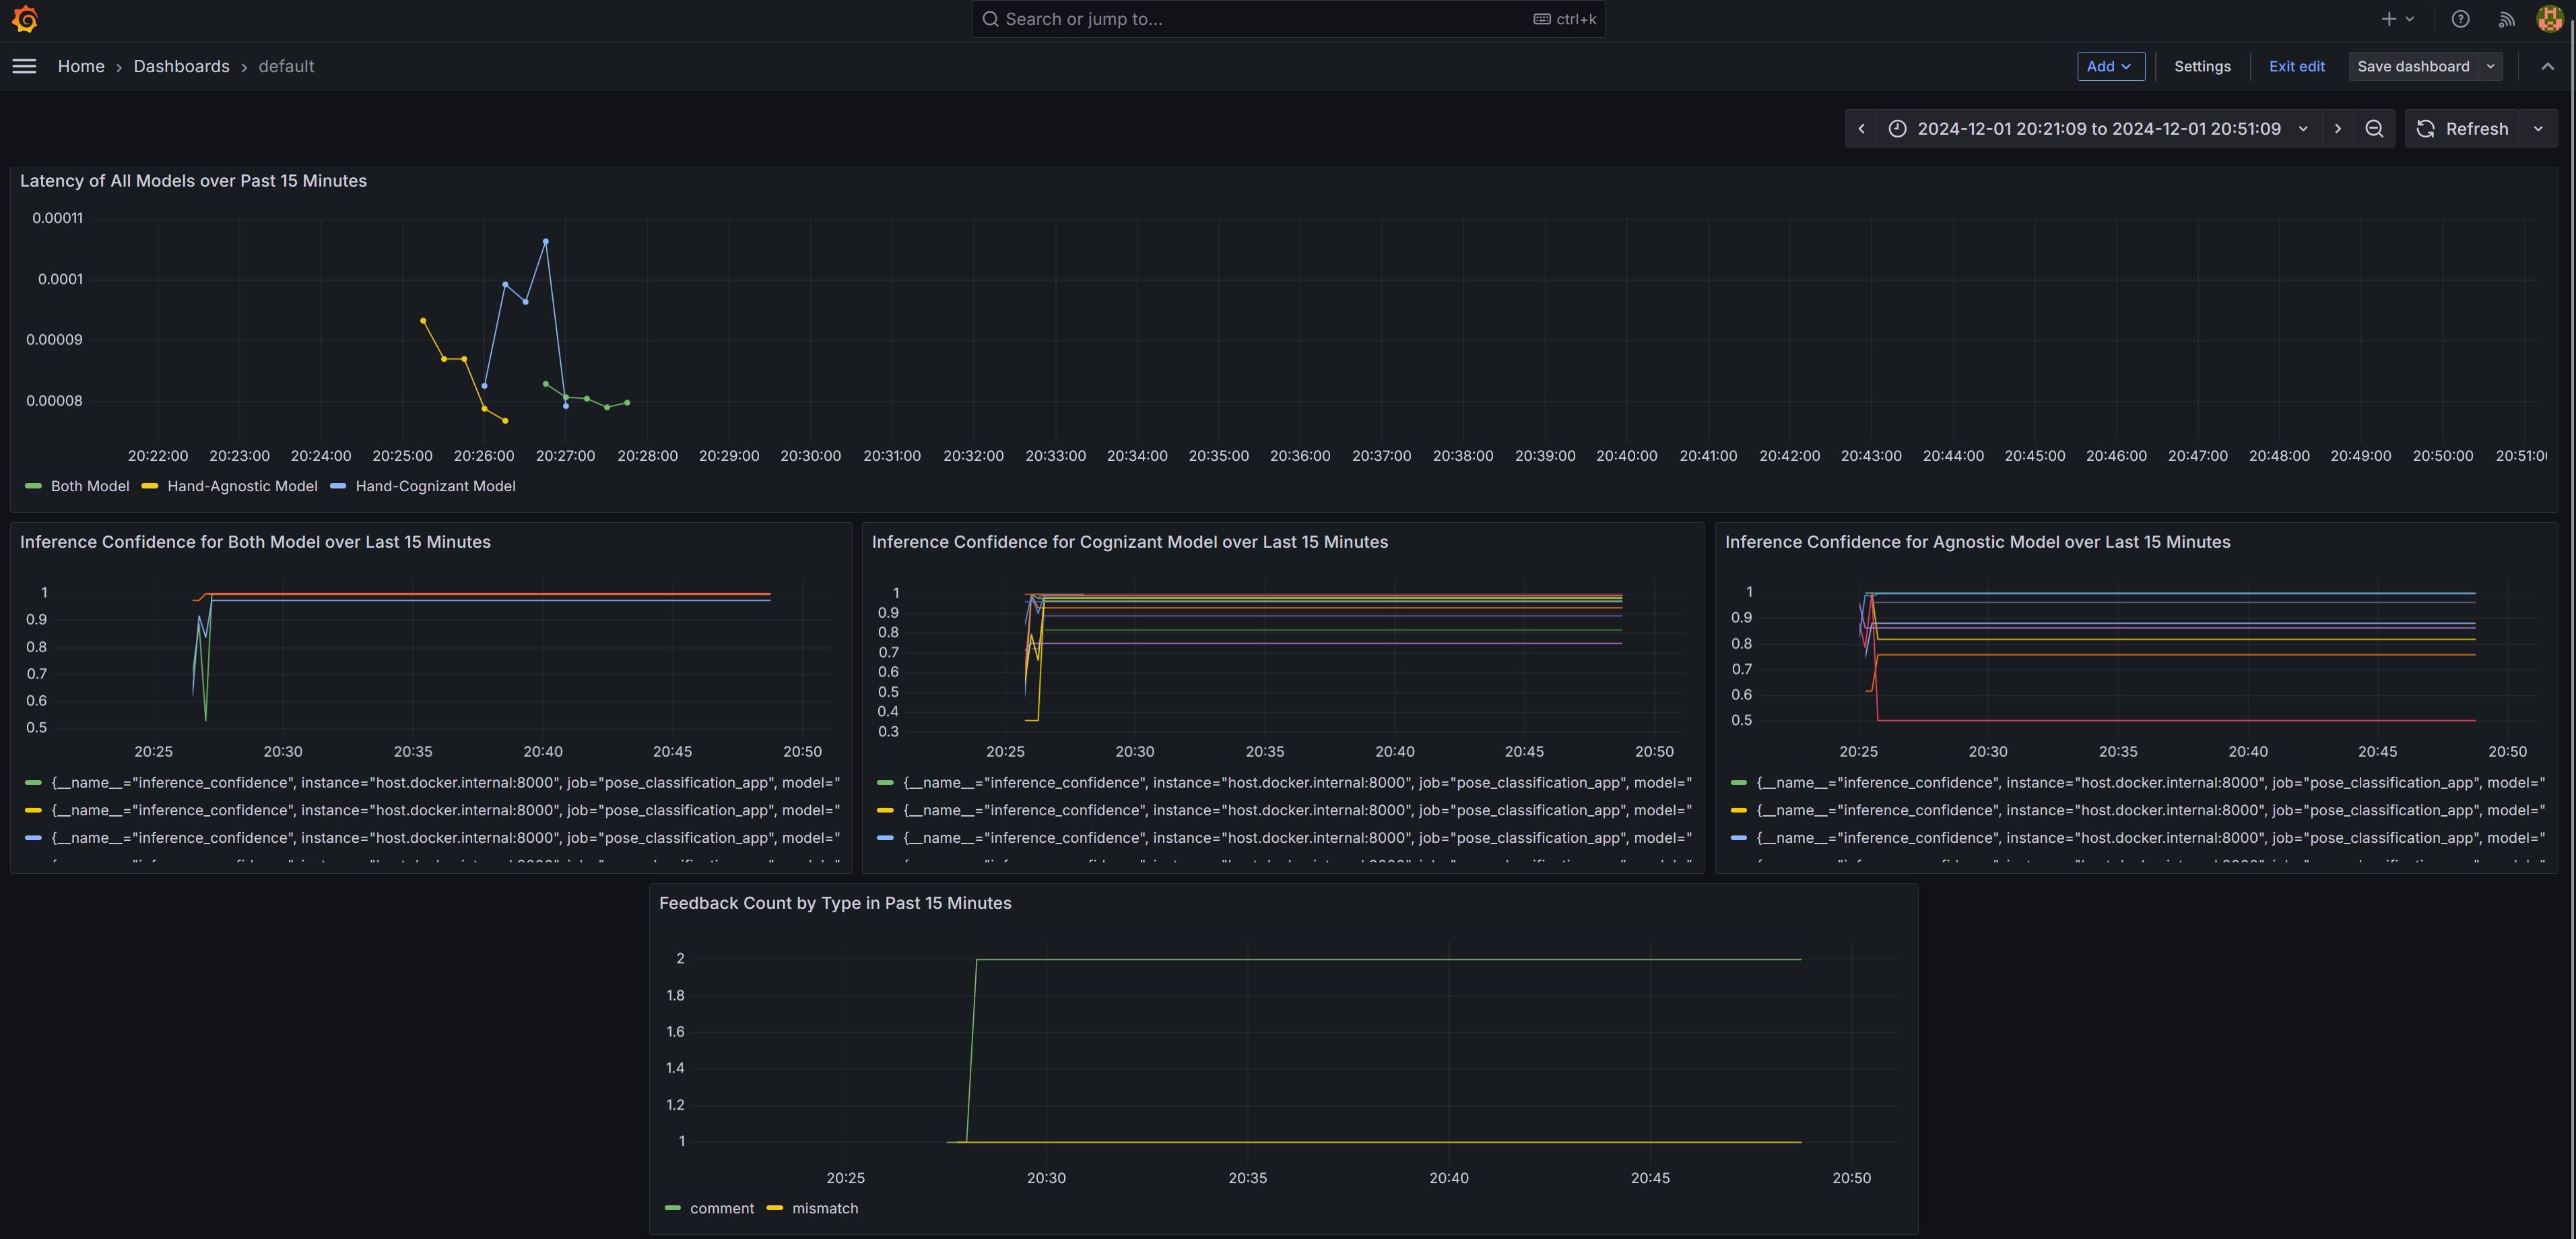 Search or jump to... ctrl+k
Home › Dashboards › default Add Settings Exit edit Save dashboard
2024-12-01 20:21:09 to 2024-12-01 20:51:09 Refresh
Latency of All Models over Past 15 Minutes
0.00011
0.0001
0.00009
0.00008
20:22:00 20:23:00 20:24:00 20:25:00 20:26:00 20:27:00 20:28:00 20:29:00 20:30:00 20:31:00 20:32:00 20:33:00 20:34:00 20:35:00 20:36:00 20:37:00 20:38:00 20:39:00 20:40:00 20:41:00 20:42:00 20:43:00 20:44:00 20:45:00 20:46:00 20:47:00 20:48:00 20:49:00 20:50:00 20:51:0
Both Model Hand-Agnostic Model Hand-Cognizant Model
Inference Confidence for Both Model over Last 15 Minutes
1
0.9
0.8
0.7
0.6
0.5
20:25 20:30 20:35 20:40 20:45 20:50
{__name__="inference_confidence", instance="host.docker.internal:8000", job="pose_classification_app", model="
{__name__="inference_confidence", instance="host.docker.internal:8000", job="pose_classification_app", model="
{__name__="inference_confidence", instance="host.docker.internal:8000", job="pose_classification_app", model="
Inference Confidence for Cognizant Model over Last 15 Minutes
1
0.9
0.8
0.7
0.6
0.5
0.4
0.3
20:25 20:30 20:35 20:40 20:45 20:50
{__name__="inference_confidence", instance="host.docker.internal:8000", job="pose_classification_app", model="
{__name__="inference_confidence", instance="host.docker.internal:8000", job="pose_classification_app", model="
{__name__="inference_confidence", instance="host.docker.internal:8000", job="pose_classification_app", model="
Inference Confidence for Agnostic Model over Last 15 Minutes
1
0.9
0.8
0.7
0.6
0.5
20:25 20:30 20:35 20:40 20:45 20:50
{__name__="inference_confidence", instance="host.docker.internal:8000", job="pose_classification_app", model="
{__name__="inference_confidence", instance="host.docker.internal:8000", job="pose_classification_app", model="
{__name__="inference_confidence", instance="host.docker.internal:8000", job="pose_classification_app", model="
Feedback Count by Type in Past 15 Minutes
2
1.8
1.6
1.4
1.2
1
20:25 20:30 20:35 20:40 20:45 20:50
comment mismatch